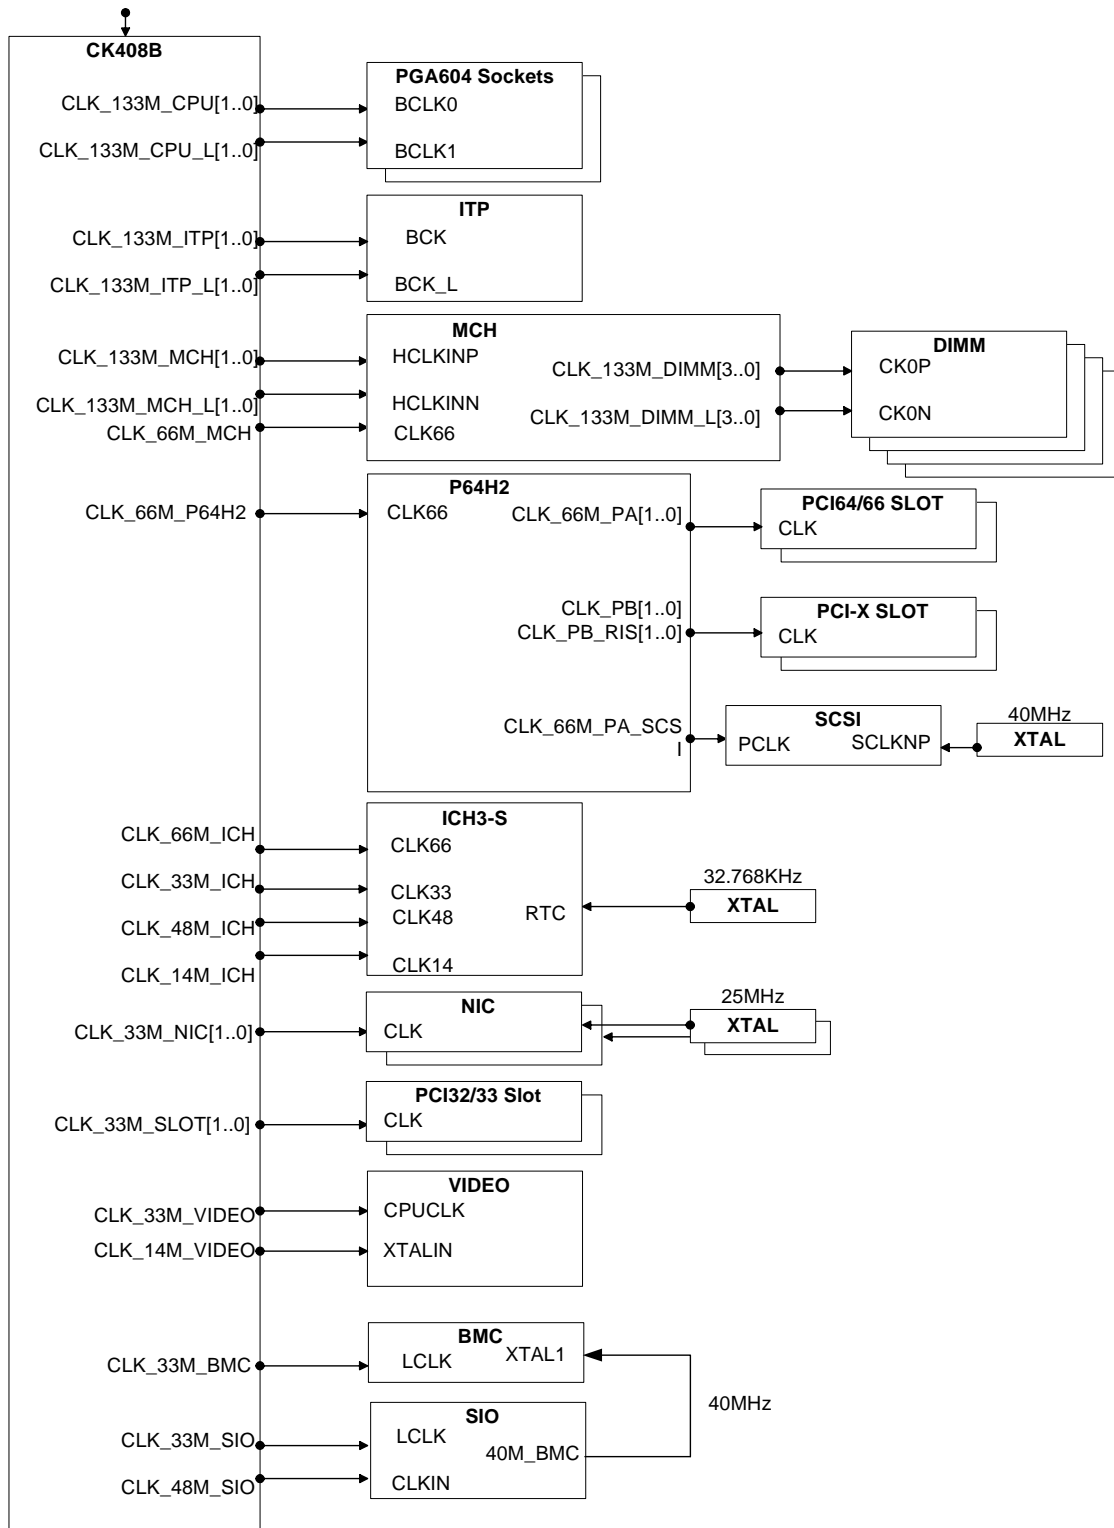 CK408B
CLK_133M_CPU[1..0]
CLK_133M_CPU_L[1..0]
PGA604 Sockets
BCLK0
BCLK1
CLK_133M_ITP[1..0]
CLK_133M_ITP_L[1..0]
ITP
BCK
BCK_L
CLK_133M_MCH[1..0]
CLK_133M_MCH_L[1..0]
CLK_66M_MCH
MCH
HCLKINP
HCLKINN
CLK66
CLK_133M_DIMM[3..0]
CLK_133M_DIMM_L[3..0]
DIMM
CK0P
CK0N
CLK_66M_P64H2
P64H2
CLK66
CLK_66M_PA[1..0]
PCI64/66 SLOT
CLK
CLK_PB[1..0]
CLK_PB_RIS[1..0]
PCI-X SLOT
CLK
CLK_66M_PA_SCS
I
SCSI
PCLK
SCLKNP
40MHz
XTAL
CLK_66M_ICH
CLK_33M_ICH
CLK_48M_ICH
CLK_14M_ICH
ICH3-S
CLK66
CLK33
CLK48
CLK14
RTC
32.768KHz
XTAL
CLK_33M_NIC[1..0]
NIC
CLK
25MHz
XTAL
CLK_33M_SLOT[1..0]
PCI32/33 Slot
CLK
CLK_33M_VIDEO
CLK_14M_VIDEO
VIDEO
CPUCLK
XTALIN
CLK_33M_BMC
BMC
LCLK
XTAL1
40MHz
CLK_33M_SIO
CLK_48M_SIO
SIO
LCLK
40M_BMC
CLKIN